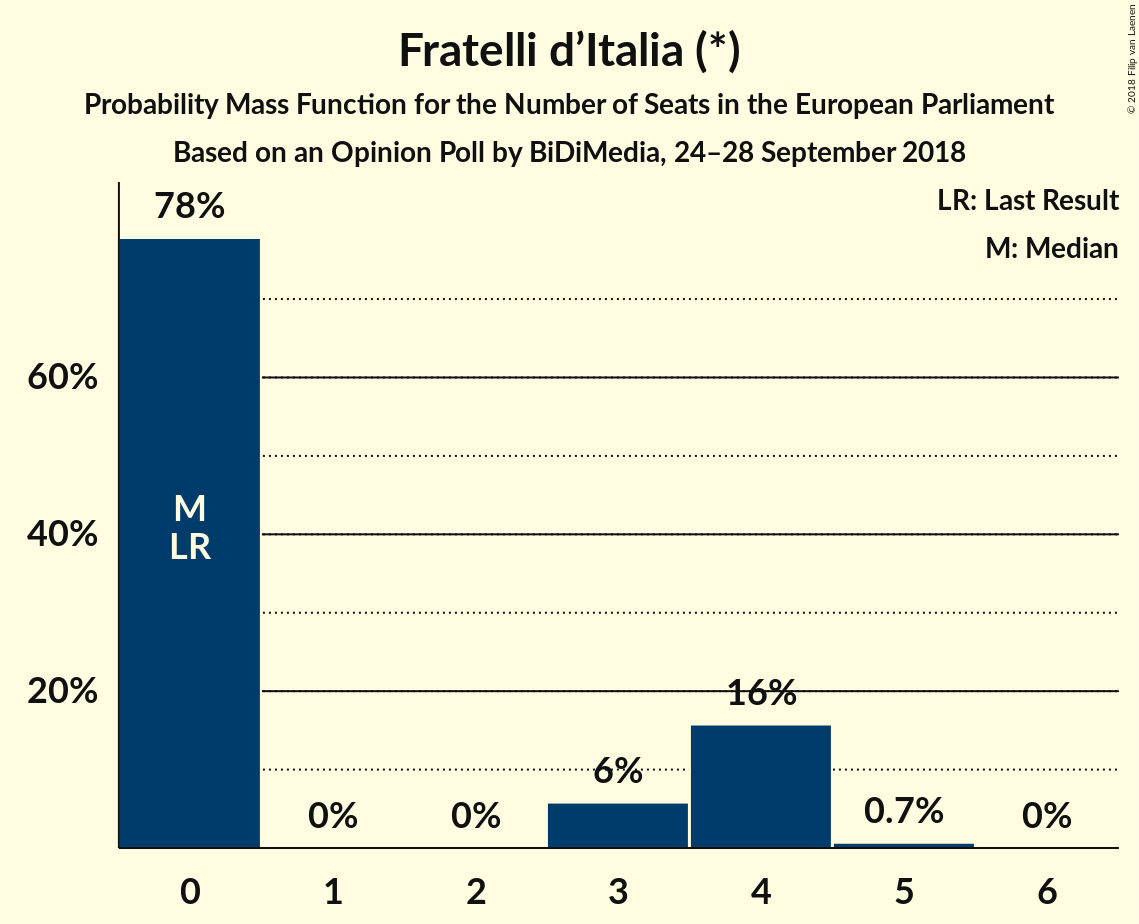 Fratelli d’Italia (*)
Probability Mass Function for the Number of Seats in the European Parliament
Based on an Opinion Poll by BiDiMedia, 24–28 September 2018
© 2018 Filip van Laenen
LR: Last Result
M: Median
78%
60%
40%
20%
M
LR
0%
0%
6%
16%
0.7%
0%
0
1
2
3
4
5
6